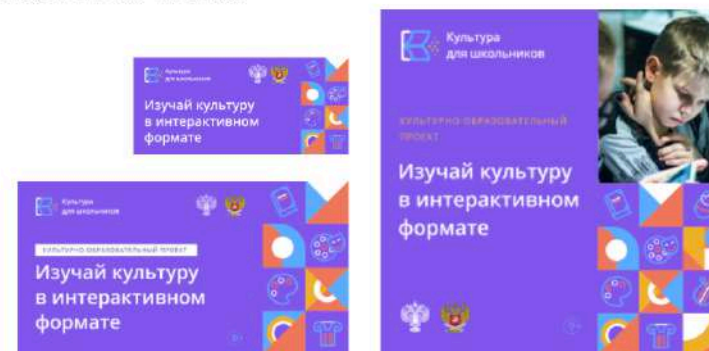 Культура
для школьников
Изучай культуру
в интерактивном
формате
Культура
для школьников
КУЛЬТУРНО-ОБРАЗОВАТЕЛЬНЫЙ ПРОЕКТ
Изучай культуру
в интерактивном
формате
Культура
для школьников
КУЛЬТУРНО-ОБРАЗОВАТЕЛЬНЫЙ
ПРОЕКТ
Изучай культуру
в интерактивном
формате